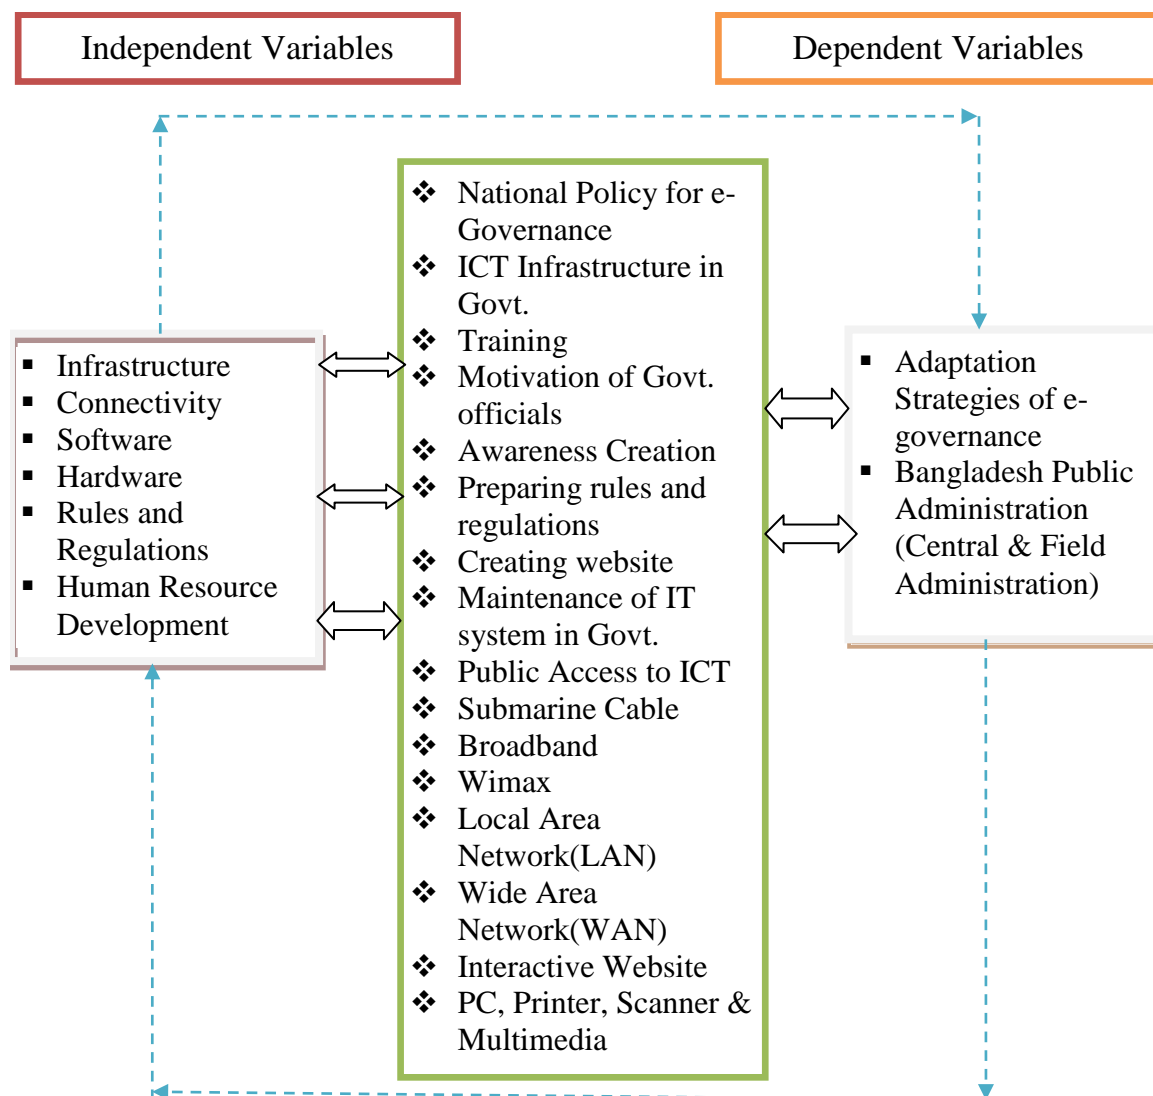 Independent Variables
Dependent Variables
❖ National Policy for e-
Governance
❖ ICT Infrastructure in
Govt.
❖ Training
❖ Motivation of Govt.
officials
❖ Awareness Creation
❖ Preparing rules and
regulations
❖ Creating website
❖ Maintenance of IT
system in Govt.
❖ Public Access to ICT
❖ Submarine Cable
❖ Broadband
❖ Wimax
❖ Local Area
Network(LAN)
❖ Wide Area
Network(WAN)
❖ Interactive Website
❖ PC, Printer, Scanner &
Multimedia
▪ Infrastructure
▪ Connectivity
▪ Software
▪ Hardware
▪ Rules and
Regulations
▪ Human Resource
Development
▪ Adaptation
Strategies of e-
governance
▪ Bangladesh Public
Administration
(Central & Field
Administration)